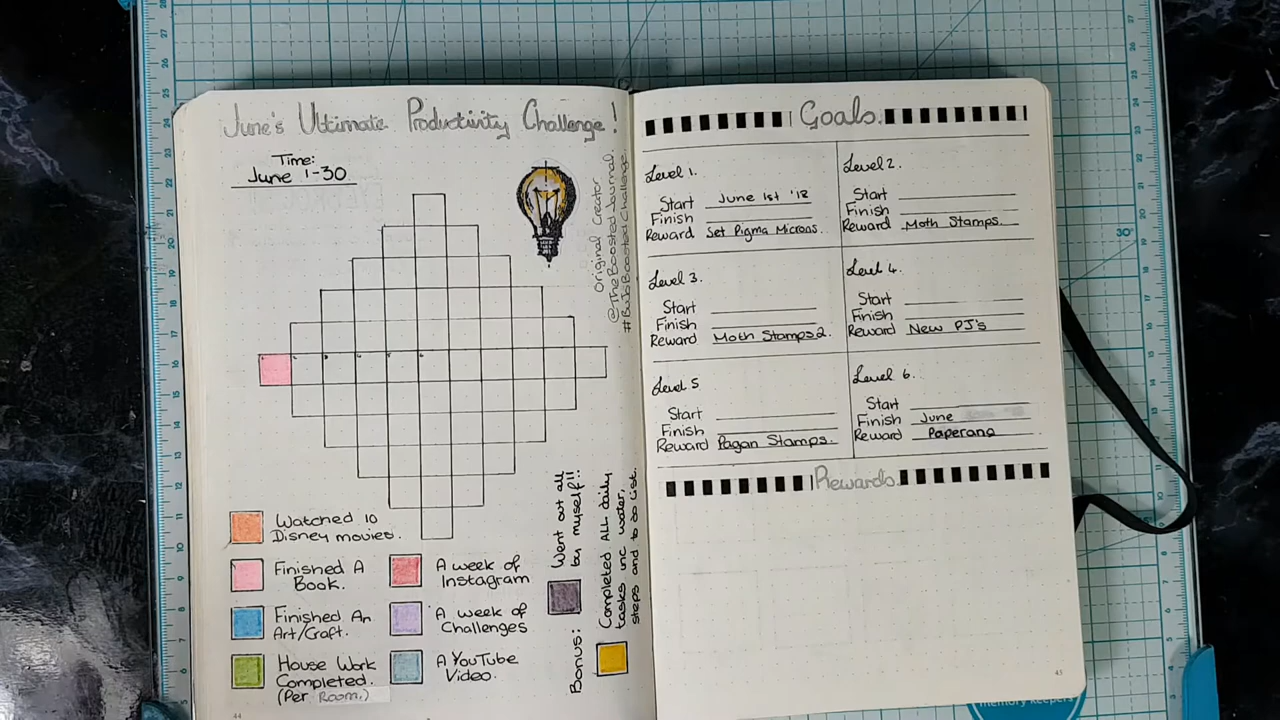 June's Ultimate Productivity Challenge!
Time:
June 1-30
Original Creator
@TheBoostedJournal.
#BuJoBoostedChallenge.
Watched 10
Disney movies.
Finished A
Book.
Finished An
Art/Craft.
House Work
Completed.
(Per Room.)
A week of
Instagram
A week of
Challenges
A YouTube
Video.
Bonus:
Went out all
by myself!!
Completed ALL daily
tasks inc water,
steps and to do list.
44
Goals.
Level 1.
Start June 1st '18
Finish
Reward Set Pigma Microns.
Level 2.
Start
Finish
Reward Moth Stamps.
Level 3.
Start
Finish
Reward Moth Stamps 2.
Level 4.
Start
Finish
Reward New PJ's
Level 5
Start
Finish
Reward Pagan Stamps.
Level 6.
Start
Finish June
Reward Paperang
Rewards.
45
memory keepers